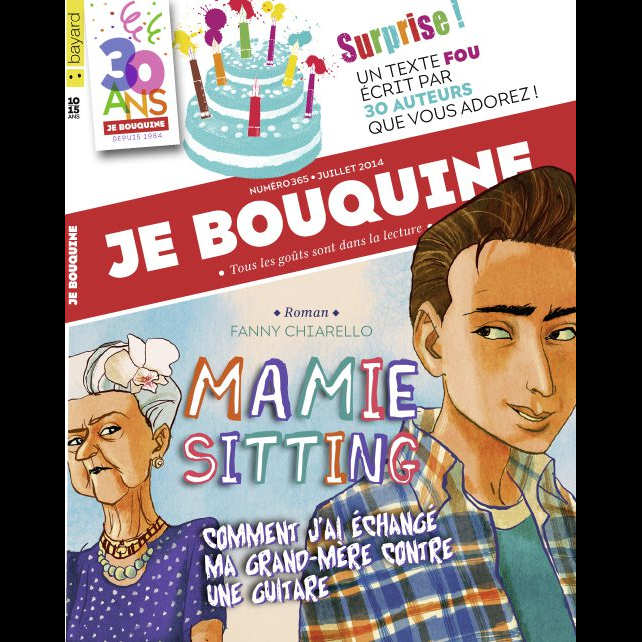 bayard
10
15
ANS
30
ANS
JE BOUQUINE
DEPUIS 1984
Surprise !
UN TEXTE FOU
ÉCRIT PAR
30 AUTEURS
QUE VOUS ADOREZ !
NUMÉRO 365 • JUILLET 2014
JE BOUQUINE
• Tous les goûts sont dans la lecture •
JE BOUQUINE
◆ Roman ◆
FANNY CHIARELLO
MAMIE
SITTING
COMMENT J'AI ÉCHANGÉ
MA GRAND-MÈRE CONTRE
UNE GUITARE